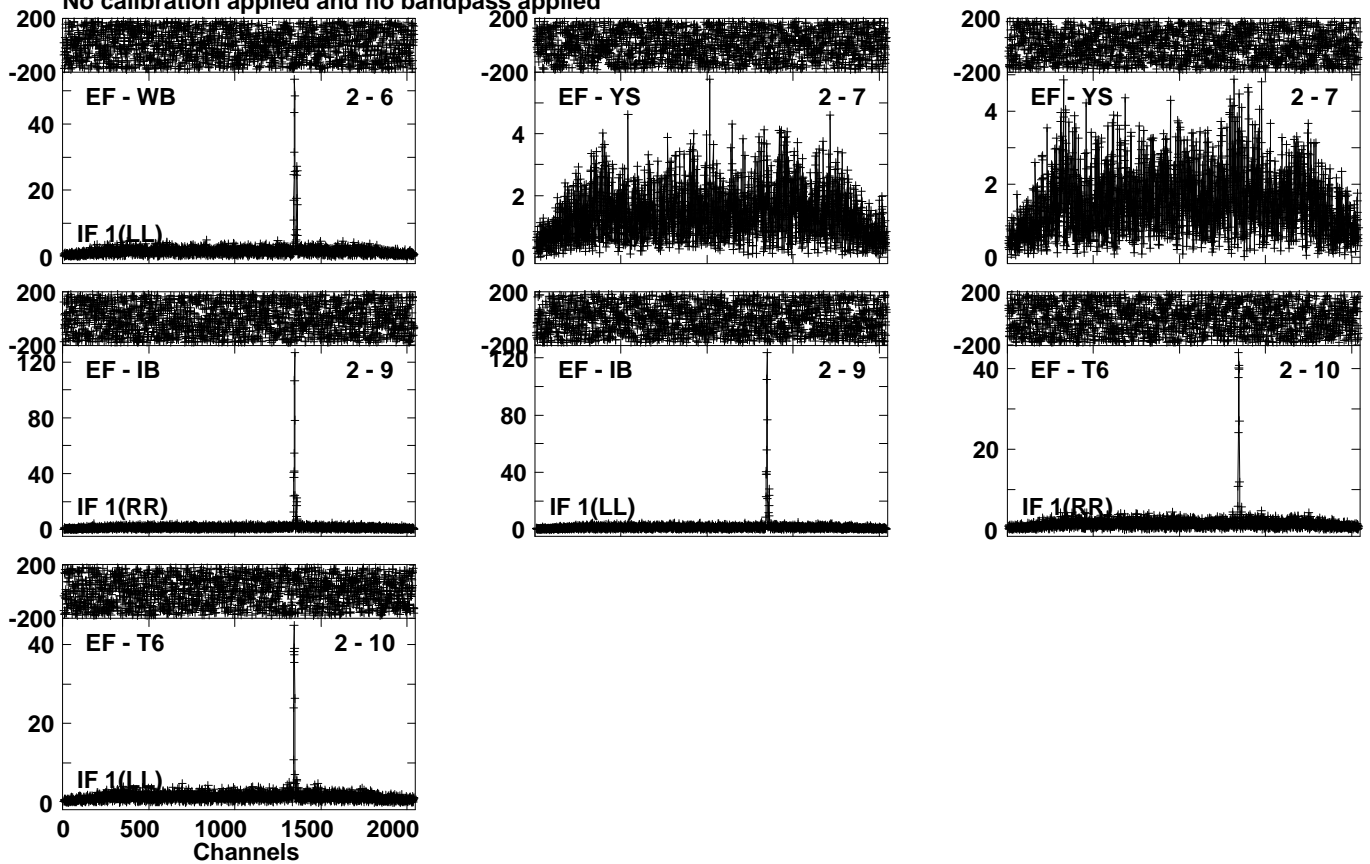 No calibration applied and no bandpass applied
200
-200
EF - WB 2 - 6
40
20
0
IF 1(LL)
200
-200
EF - YS 2 - 7
4
2
0
200
-200
EF - YS 2 - 7
4
2
0
200
-200
120
EF - IB 2 - 9
80
40
0
IF 1(RR)
200
-200
120
EF - IB 2 - 9
80
40
0
IF 1(LL)
200
-200
40
EF - T6 2 - 10
20
0
IF 1(RR)
200
-200
40
EF - T6 2 - 10
20
0
IF 1(LL)
0 500 1000 1500 2000
Channels